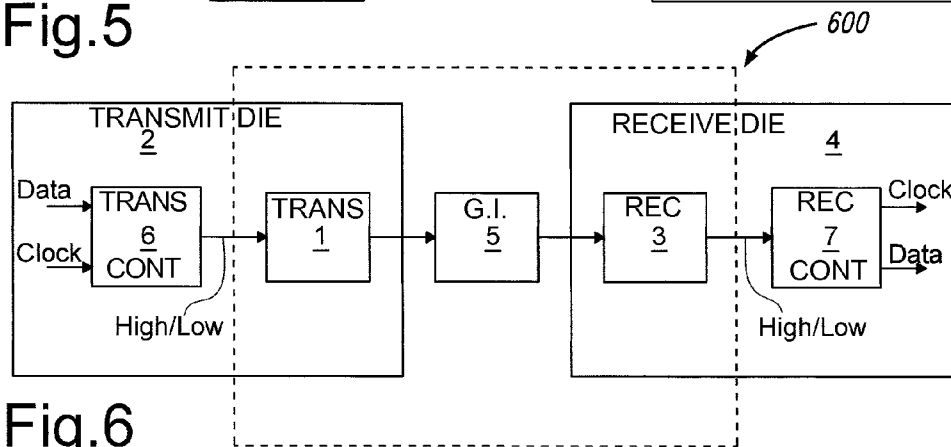 Fig.5
600
TRANSMIT DIE
2
RECEIVE DIE
4
Data
Clock
TRANS
6
CONT
High/Low
TRANS
1
G.I.
5
REC
3
High/Low
REC
7
CONT
Clock
Data
Fig.6